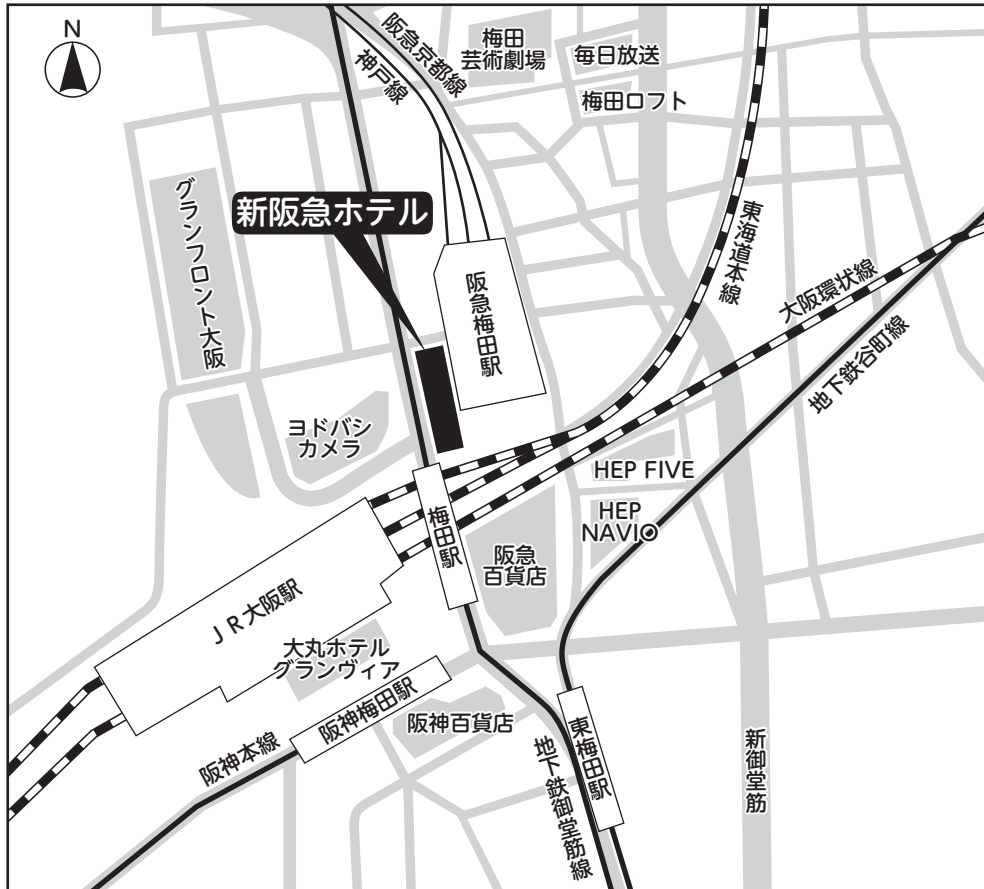 N
阪急京都線
神戸線
梅田
芸術劇場
毎日放送
梅田ロフト
グランフロント大阪
新阪急ホテル
阪急梅田駅
東海道本線
大阪環状線
地下鉄谷町線
ヨドバシ
カメラ
HEP FIVE
HEP
NAVIO
梅田駅
阪急
百貨店
JR大阪駅
大丸ホテル
グランヴィア
阪神梅田駅
阪神百貨店
阪神本線
地下鉄御堂筋線
東梅田駅
新御堂筋